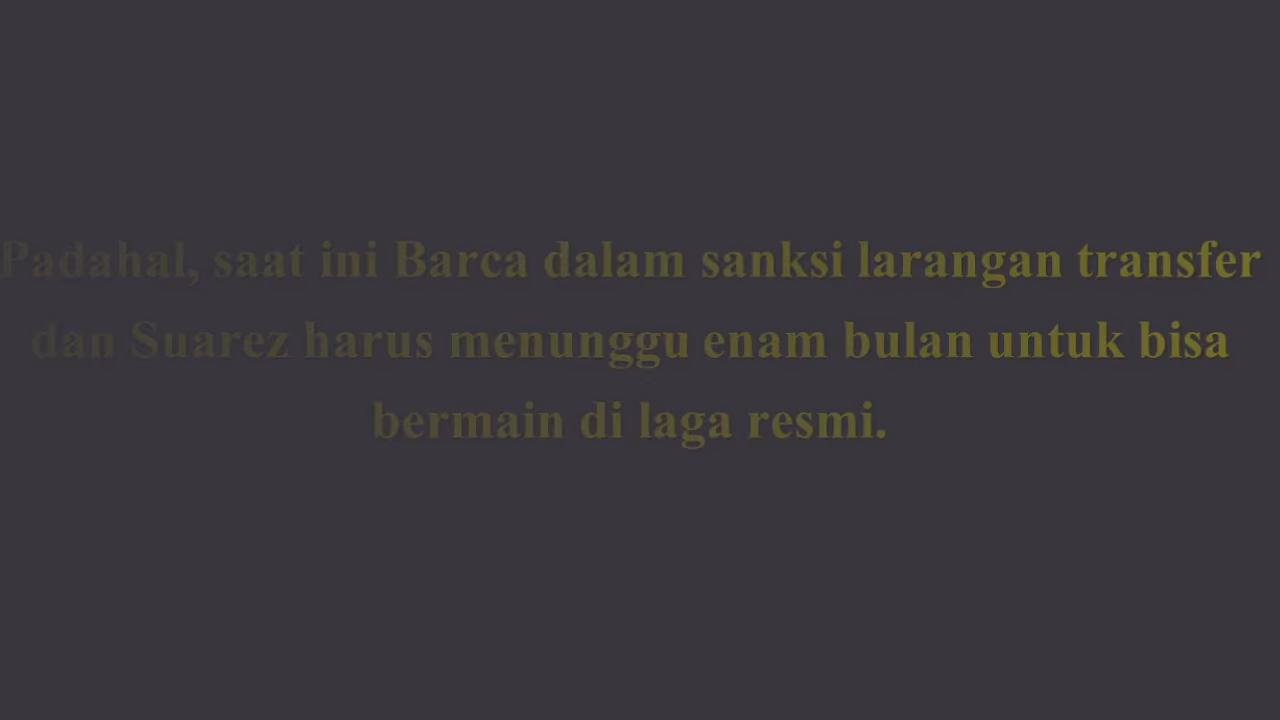 Padahal, saat ini Barca dalam sanksi larangan transfer
dan Suarez harus menunggu enam bulan untuk bisa
bermain di laga resmi.